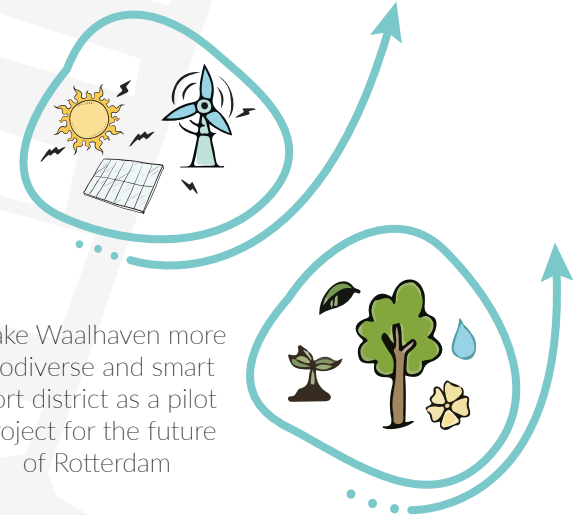 ake Waalhaven more
odiverse and smart
ort district as a pilot
roject for the future
of Rotterdam